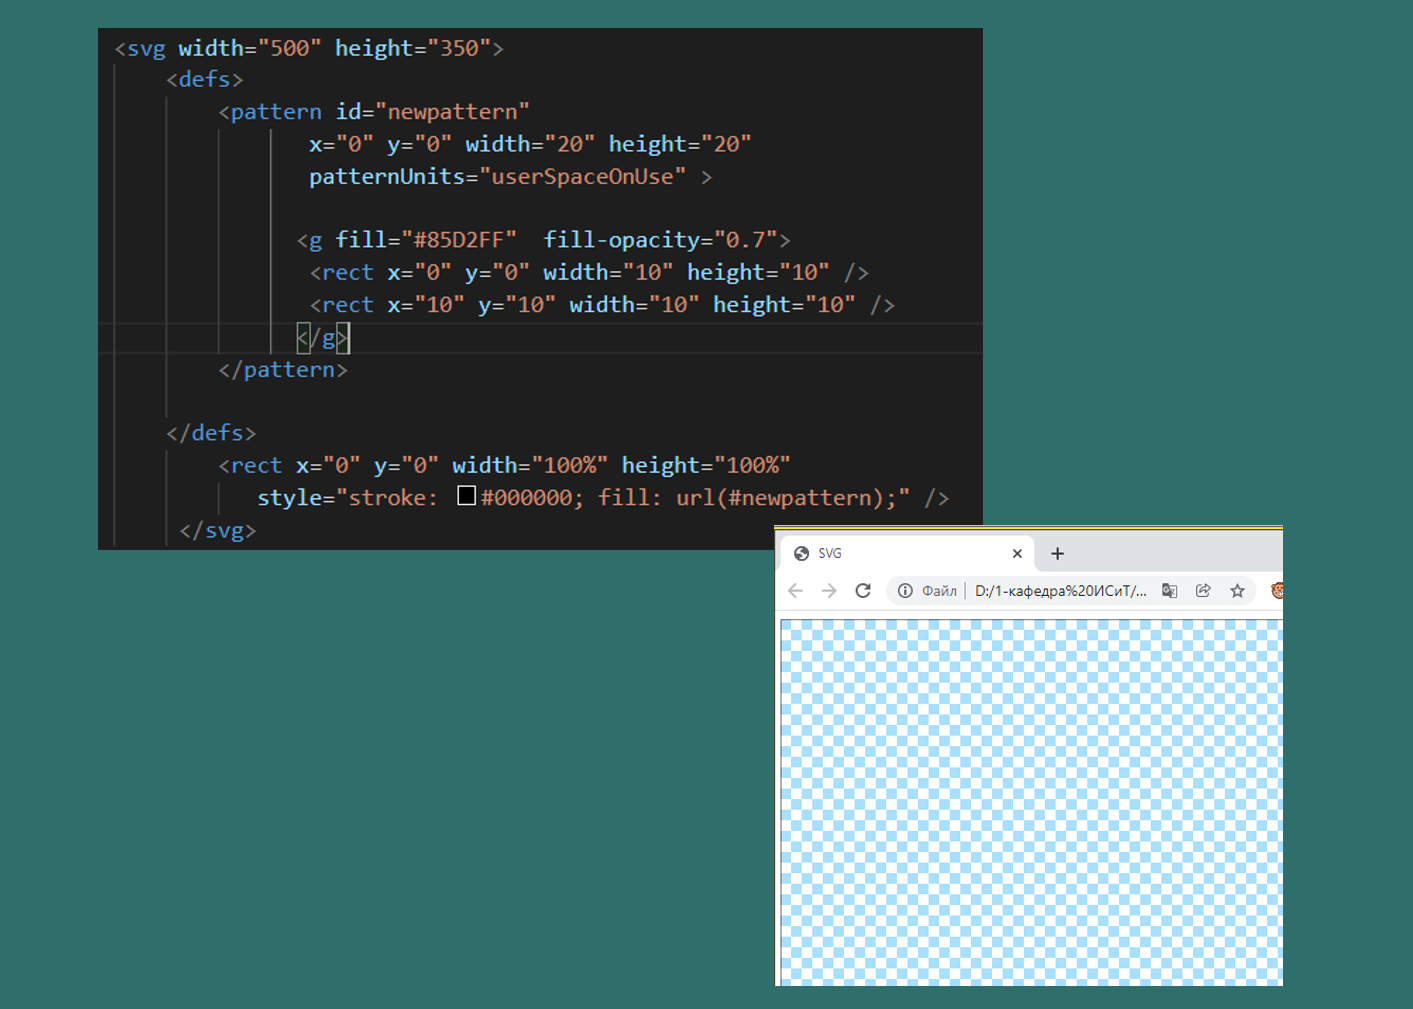 <svg width="500" height="350">
<defs>
<pattern id="newpattern"
x="0" y="0" width="20" height="20"
patternUnits="userSpaceOnUse" >
<g fill="#85D2FF"  fill-opacity="0.7">
<rect x="0" y="0" width="10" height="10" />
<rect x="10" y="10" width="10" height="10" />
</g>
</pattern>
</defs>
<rect x="0" y="0" width="100%" height="100%"
style="stroke: #000000; fill: url(#newpattern);" />
</svg>
SVG
Файл | D:/1-кафедра%20ИСиТ/...